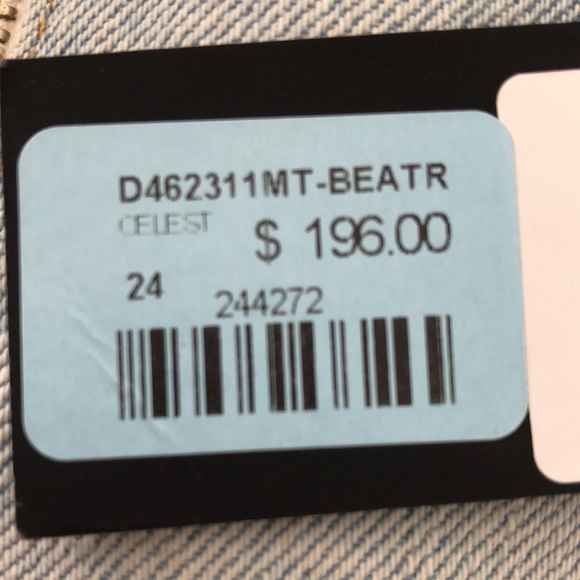 D462311MT-BEATR
CELEST
$ 196.00
24
244272